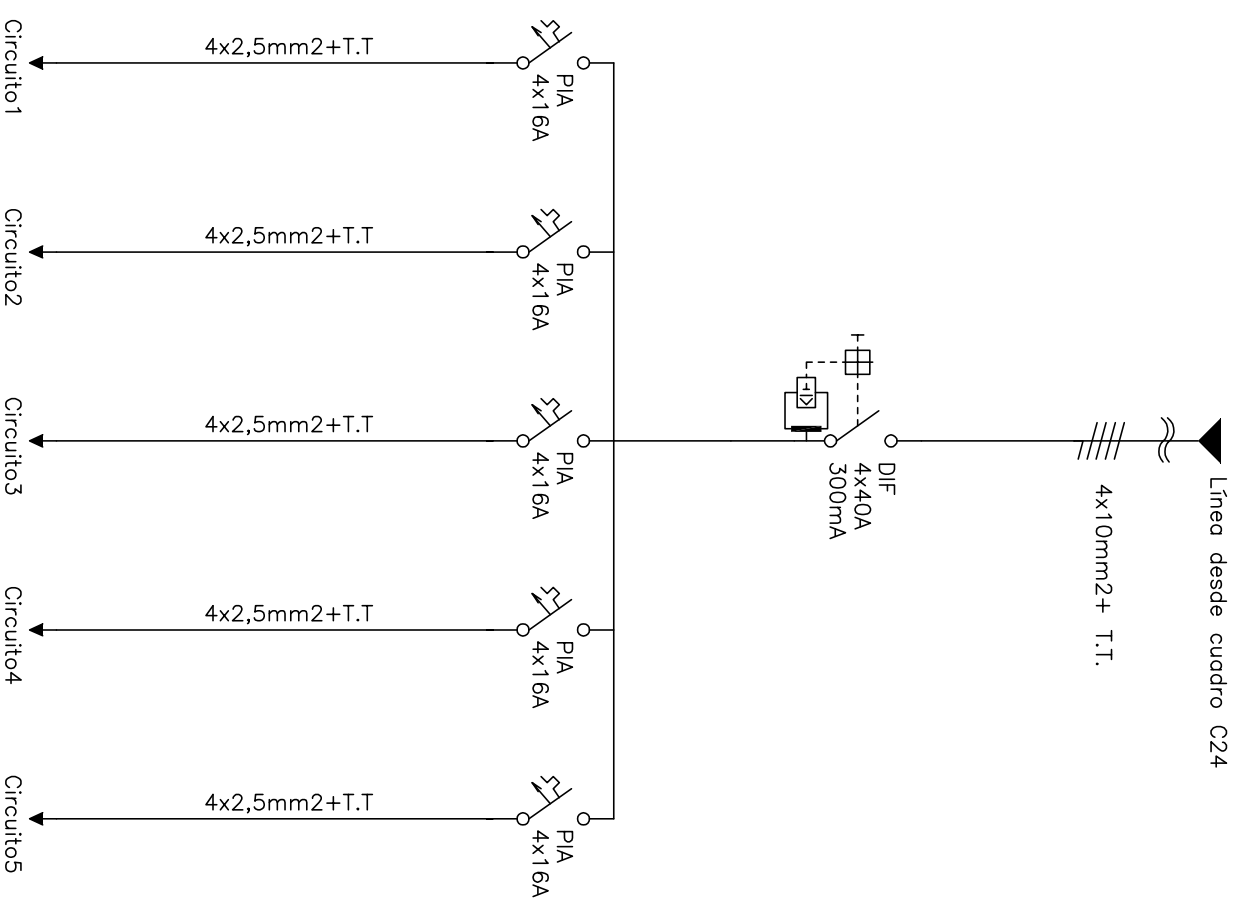 Línea desde cuadro C24
4x10mm2+ T.T.
DIF
4x40A
300mA
PIA
4x16A
4x2,5mm2+T.T
Circuito1
PIA
4x16A
4x2,5mm2+T.T
Circuito2
PIA
4x16A
4x2,5mm2+T.T
Circuito3
PIA
4x16A
4x2,5mm2+T.T
Circuito4
PIA
4x16A
4x2,5mm2+T.T
Circuito5